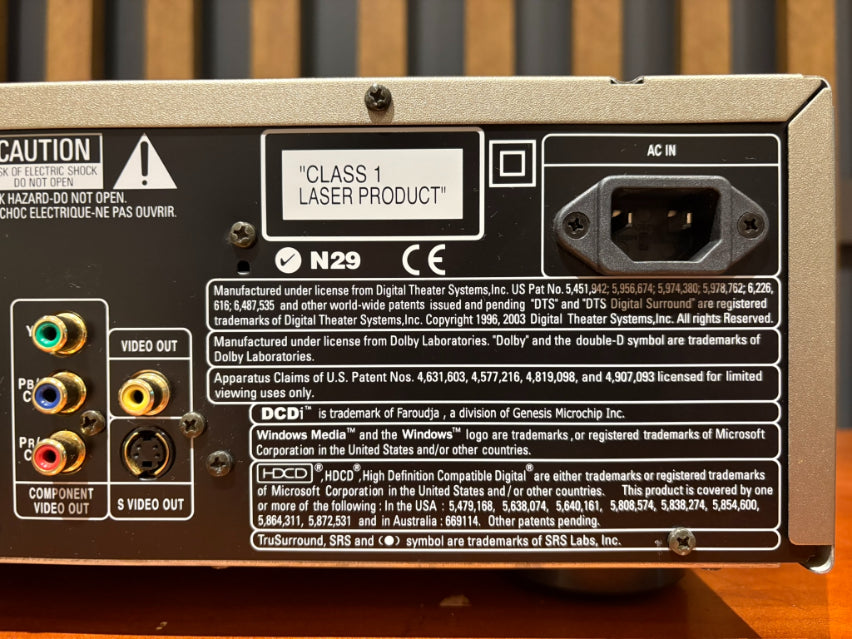 CAUTION
SK OF ELECTRIC SHOCK
DO NOT OPEN
K HAZARD-DO NOT OPEN.
CHOC ELECTRIQUE-NE PAS OUVRIR.
"CLASS 1
LASER PRODUCT"
AC IN
N29
CE
Manufactured under license from Digital Theater Systems,Inc. US Pat No. 5,451,942; 5,956,674; 5,974,380; 5,978,762; 6,226,
616; 6,487,535 and other world-wide patents issued and pending "DTS" and "DTS Digital Surround" are registered
trademarks of Digital Theater Systems,Inc. Copyright 1996, 2003 Digital Theater Systems,Inc. All rights Reserved.
Manufactured under license from Dolby Laboratories. "Dolby" and the double-D symbol are trademarks of
Dolby Laboratories.
Apparatus Claims of U.S. Patent Nos. 4,631,603, 4,577,216, 4,819,098, and 4,907,093 licensed for limited
viewing uses only.
DCDi™ is trademark of Faroudja , a division of Genesis Microchip Inc.
Windows Media™ and the Windows™ logo are trademarks, or registered trademarks of Microsoft
Corporation in the United States and/or other countries.
HDCD®, HDCD®, High Definition Compatible Digital® are either trademarks or registered trademarks
of Microsoft Corporation in the United States and / or other countries. This product is covered by one
or more of the following : In the USA : 5,479,168, 5,638,074, 5,640,161, 5,808,574, 5,838,274, 5,854,600,
5,864,311, 5,872,531 and in Australia : 669114. Other patents pending.
TruSurround, SRS and (●) symbol are trademarks of SRS Labs, Inc.
Y
PB/
C
PR/
C
COMPONENT
VIDEO OUT
VIDEO OUT
S VIDEO OUT